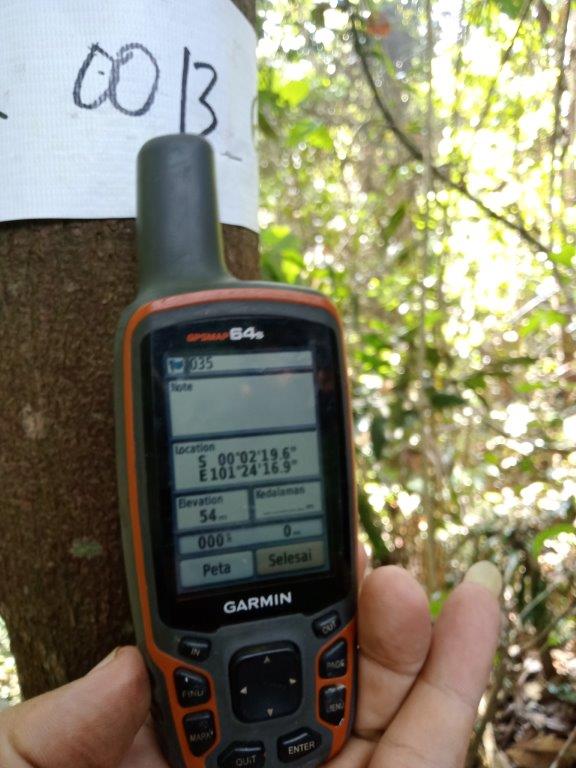 0013
GPSMAP 64s
035
Note
Location
S 00°02'19.6"
E101°24'16.9"
Elevation
Kedalaman
54 m
000
0 m
Peta
Selesai
GARMIN
IN
OUT
FIND
PAGE
MARK
MENU
QUIT
ENTER